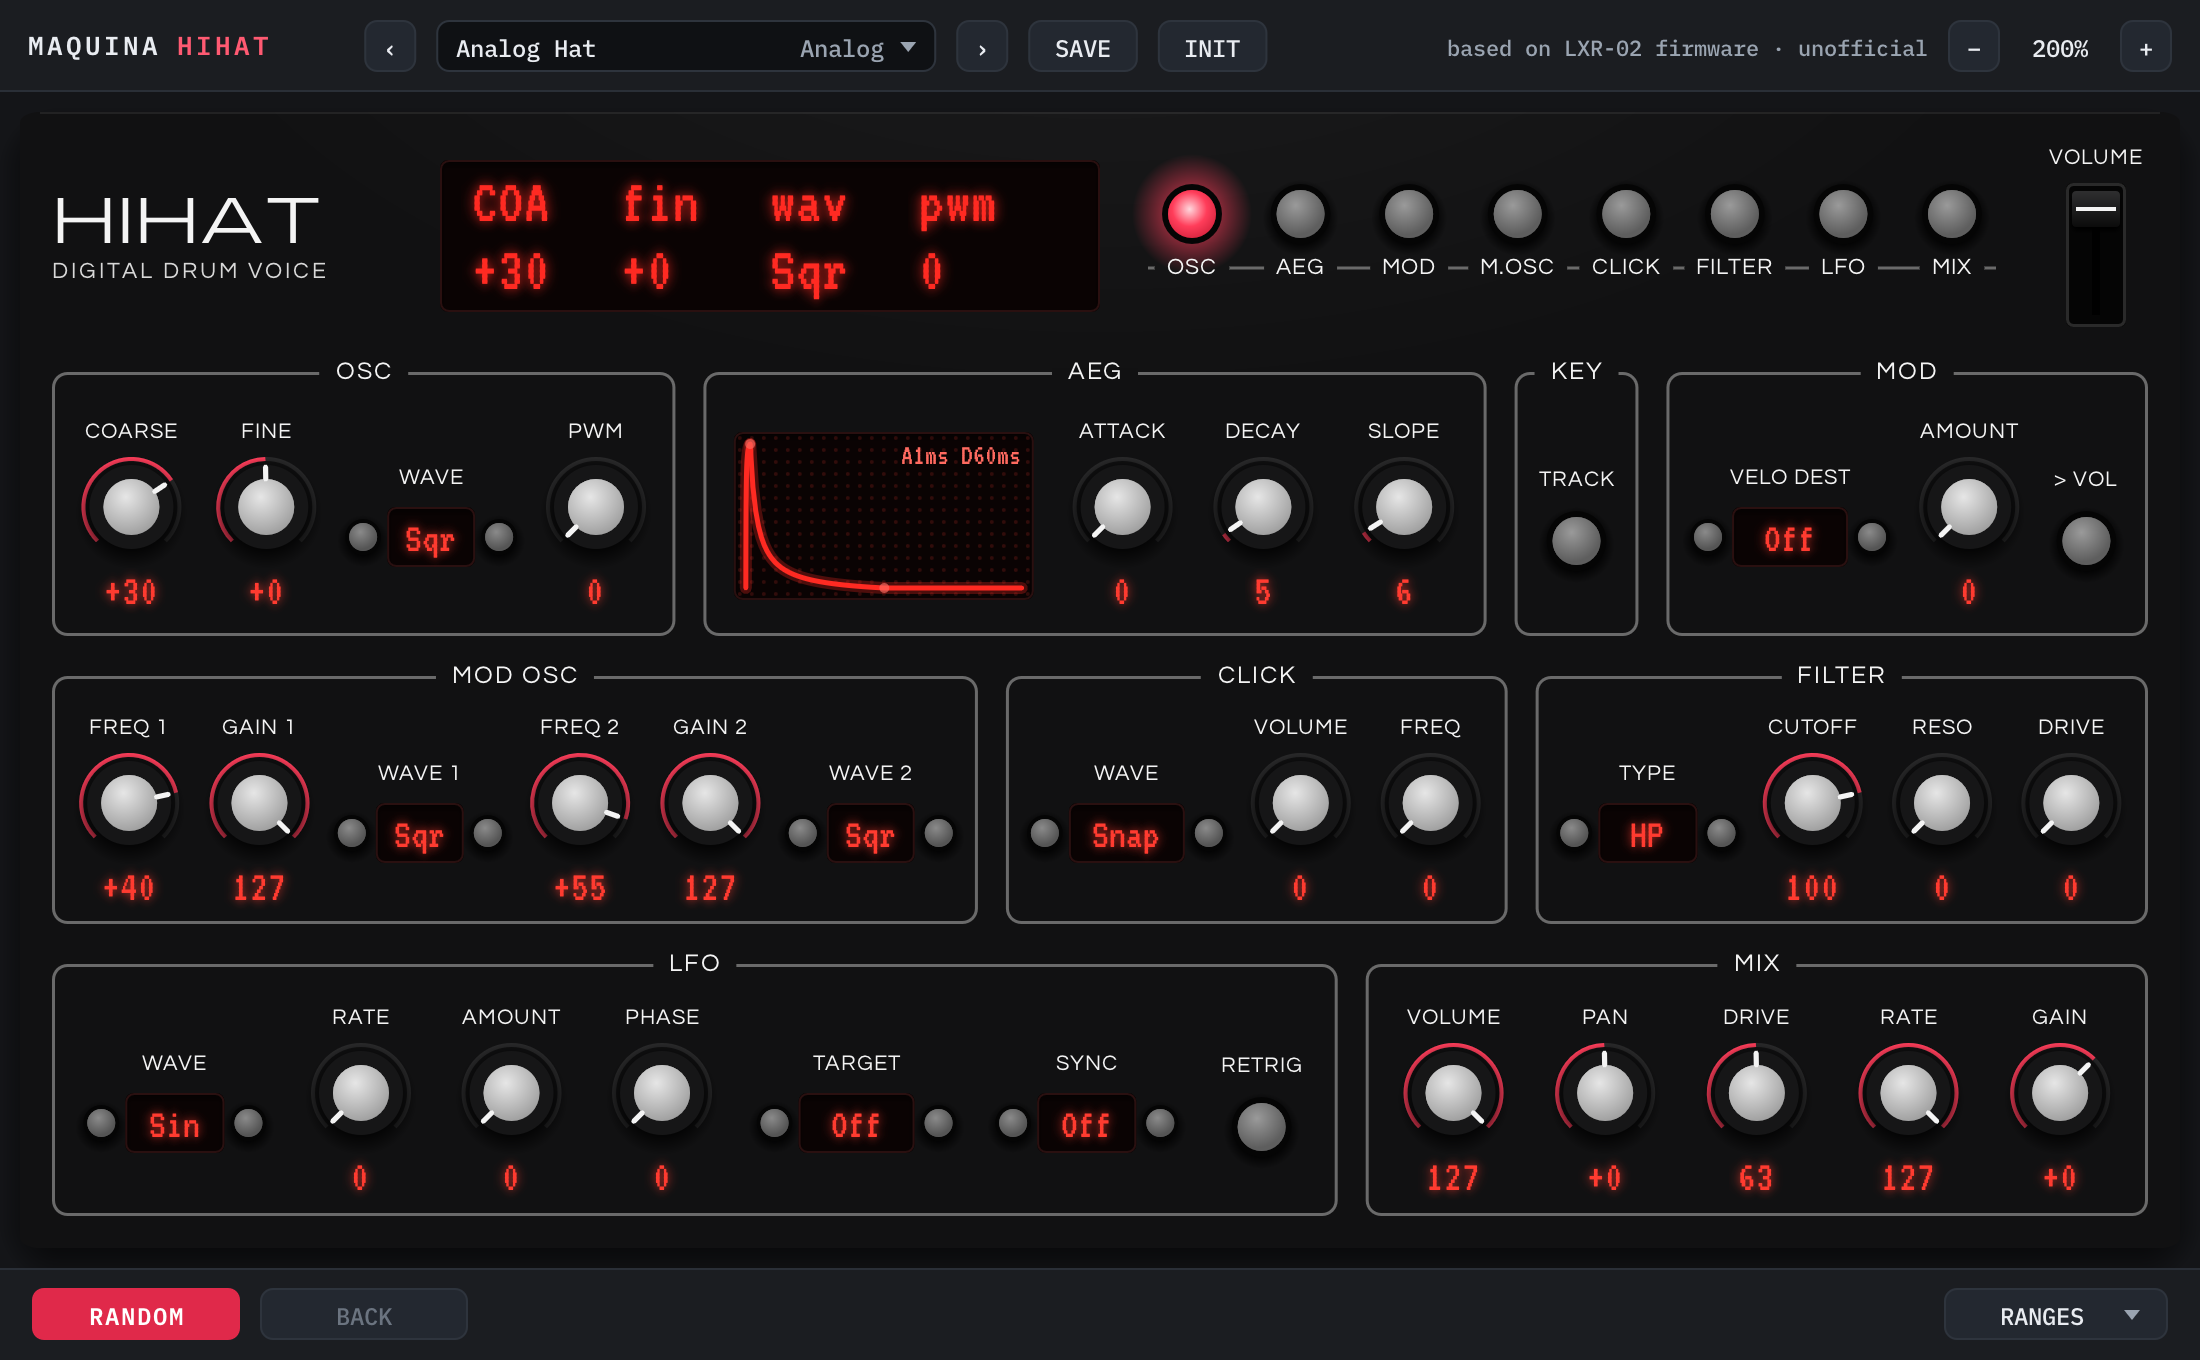 MAQUINA HIHAT
‹
Analog Hat
Analog
›
SAVE
INIT
based on LXR-02 firmware · unofficial
−
200%
+
HIHAT
DIGITAL DRUM VOICE
COA fin wav pwm
+30 +0 Sqr 0
OSC AEG MOD M.OSC CLICK FILTER LFO MIX
VOLUME
OSC
COARSE FINE WAVE PWM
Sqr
+30 +0 0
AEG
A1ms D60ms
ATTACK DECAY SLOPE
0 5 6
KEY
TRACK
MOD
VELO DEST AMOUNT > VOL
Off
0
MOD OSC
FREQ 1 GAIN 1 WAVE 1 FREQ 2 GAIN 2 WAVE 2
Sqr Sqr
+40 127 +55 127
CLICK
WAVE VOLUME FREQ
Snap
0 0
FILTER
TYPE CUTOFF RESO DRIVE
HP
100 0 0
LFO
WAVE RATE AMOUNT PHASE TARGET SYNC RETRIG
Sin Off Off
0 0 0
MIX
VOLUME PAN DRIVE RATE GAIN
127 +0 63 127 +0
RANDOM
BACK
RANGES